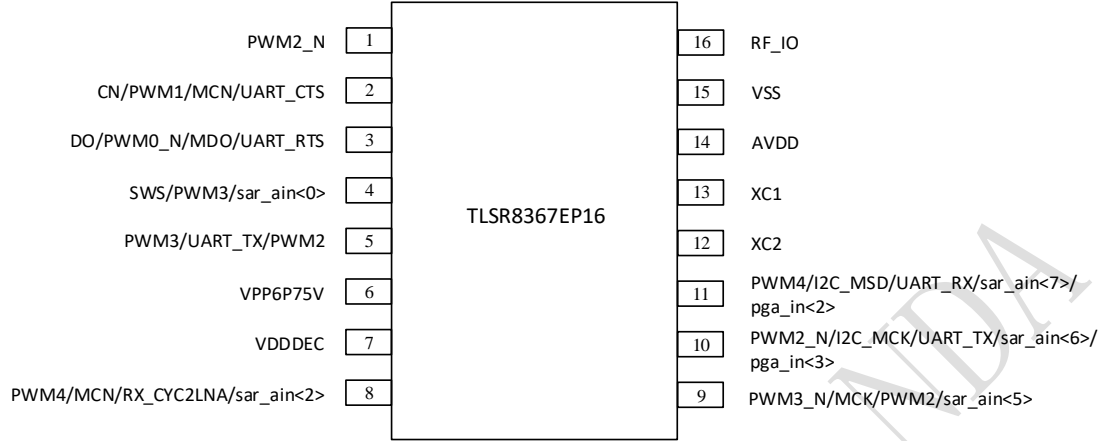 PWM2_N 1
CN/PWM1/MCN/UART_CTS 2
DO/PWM0_N/MDO/UART_RTS 3
SWS/PWM3/sar_ain<0> 4
PWM3/UART_TX/PWM2 5
VPP6P75V 6
VDDDEC 7
PWM4/MCN/RX_CYC2LNA/sar_ain<2> 8
TLSR8367EP16
16 RF_IO
15 VSS
14 AVDD
13 XC1
12 XC2
11 PWM4/I2C_MSD/UART_RX/sar_ain<7>/
pga_in<2>
10 PWM2_N/I2C_MCK/UART_TX/sar_ain<6>/
pga_in<3>
9 PWM3_N/MCK/PWM2/sar_ain<5>
NDA